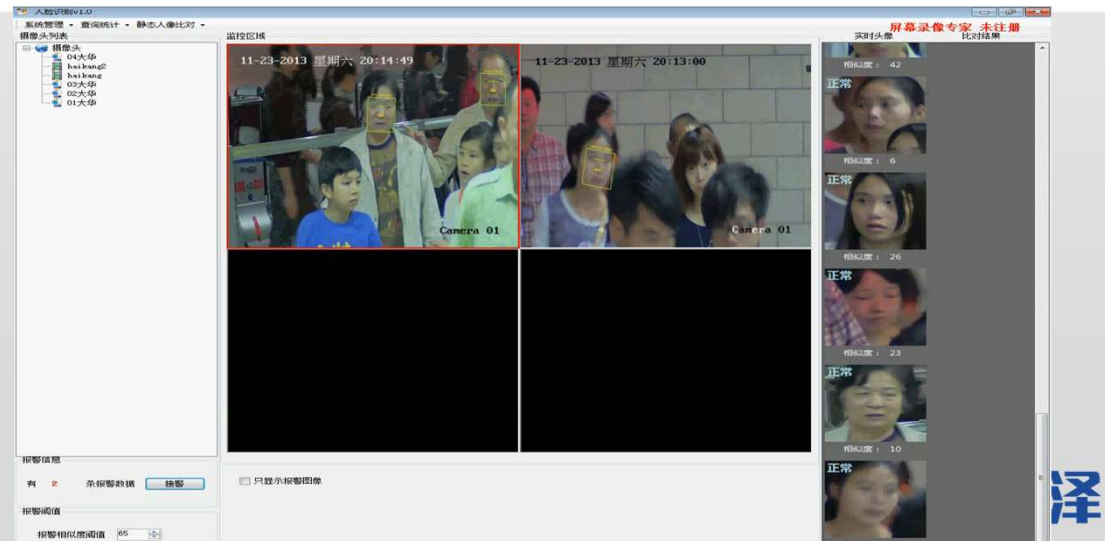 人脸识别v1.0
系统管理 查询统计 静态人像比对
屏幕录像专家 未注册
摄像头列表
监控区域
实时头像
比对结果
摄像头
04大华
haikang2
haikang
03大华
02大华
01大华
11-23-2013 星期六 20:14:49
Camera 01
11-23-2013 星期六 20:13:00
Camera 01
相似度： 42
正常
相似度： 6
正常
相似度： 26
正常
相似度： 23
正常
相似度： 10
正常
报警信息
有 2 条报警数据 接警
只显示报警图像
报警阈值
报警相似度阈值 65
泽